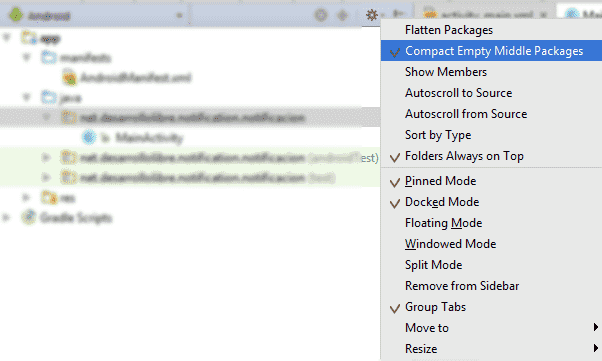 Android
activity_main.xml
app
manifests
AndroidManifest.xml
java
net.desarrollolibre.notification.notificacion
MainActivity
net.desarrollolibre.notification.notificacion (androidTest)
net.desarrollolibre.notification.notificacion (test)
res
Gradle Scripts
Flatten Packages
Compact Empty Middle Packages
Show Members
Autoscroll to Source
Autoscroll from Source
Sort by Type
Folders Always on Top
Pinned Mode
Docked Mode
Floating Mode
Windowed Mode
Split Mode
Remove from Sidebar
Group Tabs
Move to
Resize